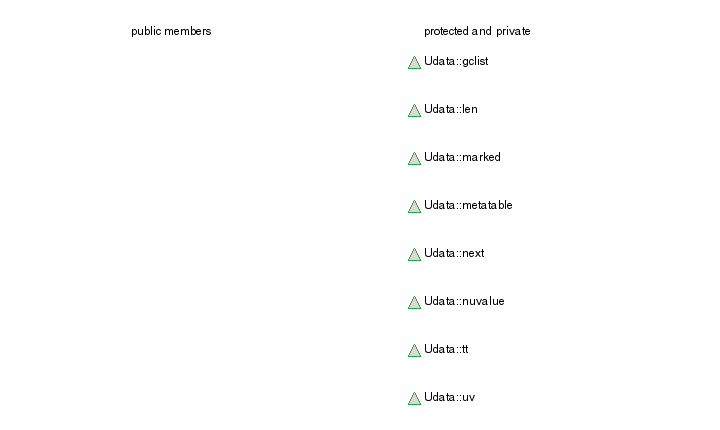 public members
protected and private
Udata::gclist
Udata::len
Udata::marked
Udata::metatable
Udata::next
Udata::nuvalue
Udata::tt
Udata::uv